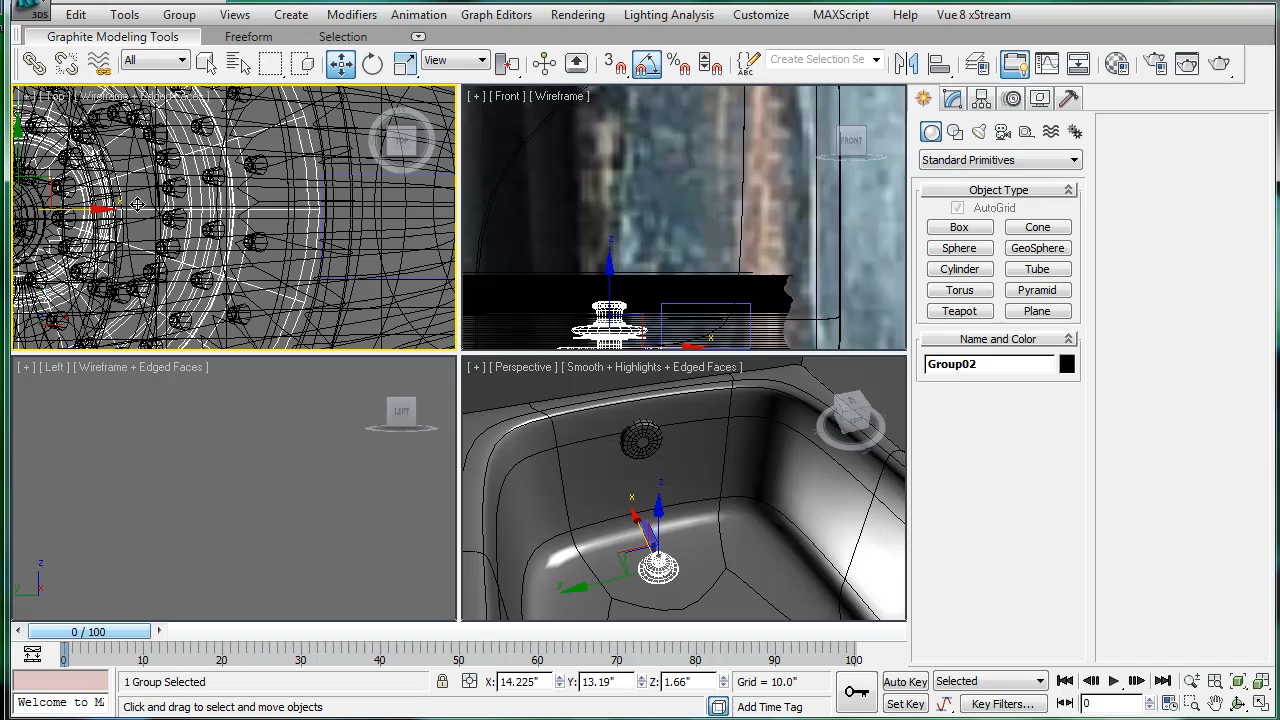 3DS Edit Tools Group Views Create Modifiers Animation Graph Editors Rendering Lighting Analysis Customize MAXScript Help Vue 8 xStream
Graphite Modeling Tools Freeform Selection
All View 3 % ABC Create Selection Se
[ + ] [ Front ] [ Wireframe ]
FRONT
Standard Primitives
Object Type
AutoGrid
Box Cone
Sphere GeoSphere
Cylinder Tube
Torus Pyramid
Teapot Plane
Name and Color
Group02
z
x
[ + ] [ Left ] [ Wireframe + Edged Faces ]
LEFT
z
y x
[ + ] [ Perspective ] [ Smooth + Highlights + Edged Faces ]
LEFT
z
x
y
0 / 100
0 10 20 30 40 50 60 70 80 90 100
1 Group Selected X: 14.225" Y: 13.19" Z: 1.66" Grid = 10.0" Auto Key Selected
Welcome to M Click or drag to select and move objects Add Time Tag Set Key Key Filters... 0